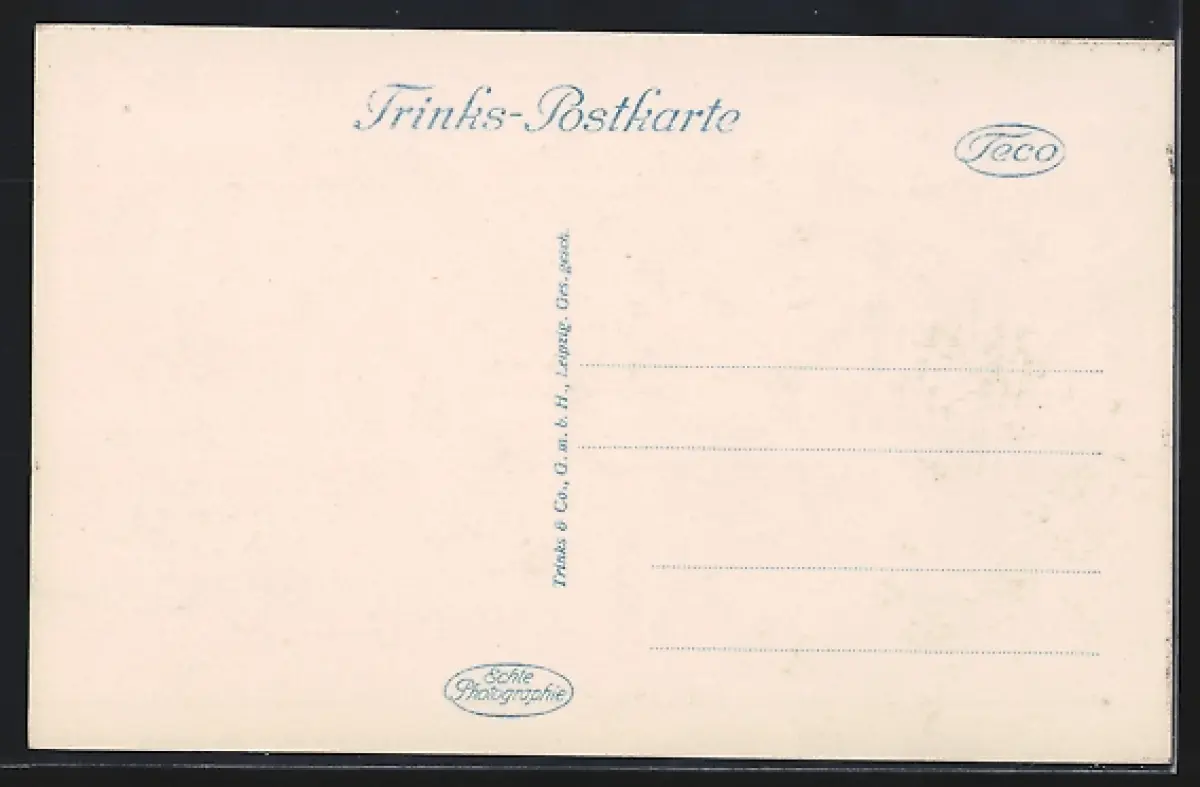 Trinks-Postkarte
Teco
Trinks & Co., G. m. b. H., Leipzig. Ges. gesch.
Echte
Photographie